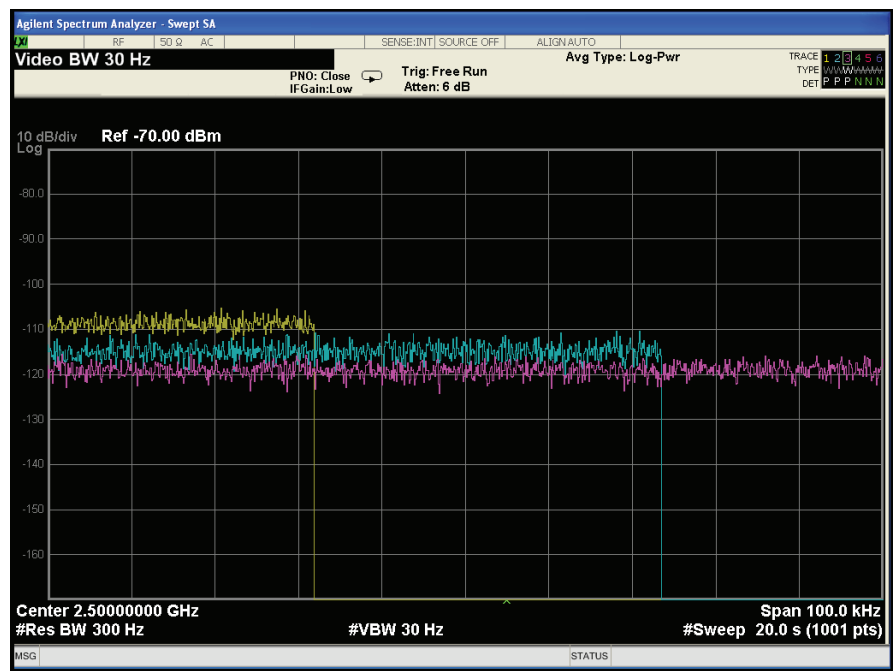 Agilent Spectrum Analyzer - Swept SA
LXI RF 50 Ω AC SENSE:INT SOURCE OFF ALIGN AUTO
Video BW 30 Hz
PNO: Close
IFGain:Low
Trig: Free Run
Atten: 6 dB
Avg Type: Log-Pwr
TRACE 1 2 3 4 5 6
TYPE
DET P P P N N N
10 dB/div Ref -70.00 dBm
Log
-80.0
-90.0
-100
-110
-120
-130
-140
-150
-160
Center 2.50000000 GHz Span 100.0 kHz
#Res BW 300 Hz #VBW 30 Hz #Sweep 20.0 s (1001 pts)
MSG STATUS